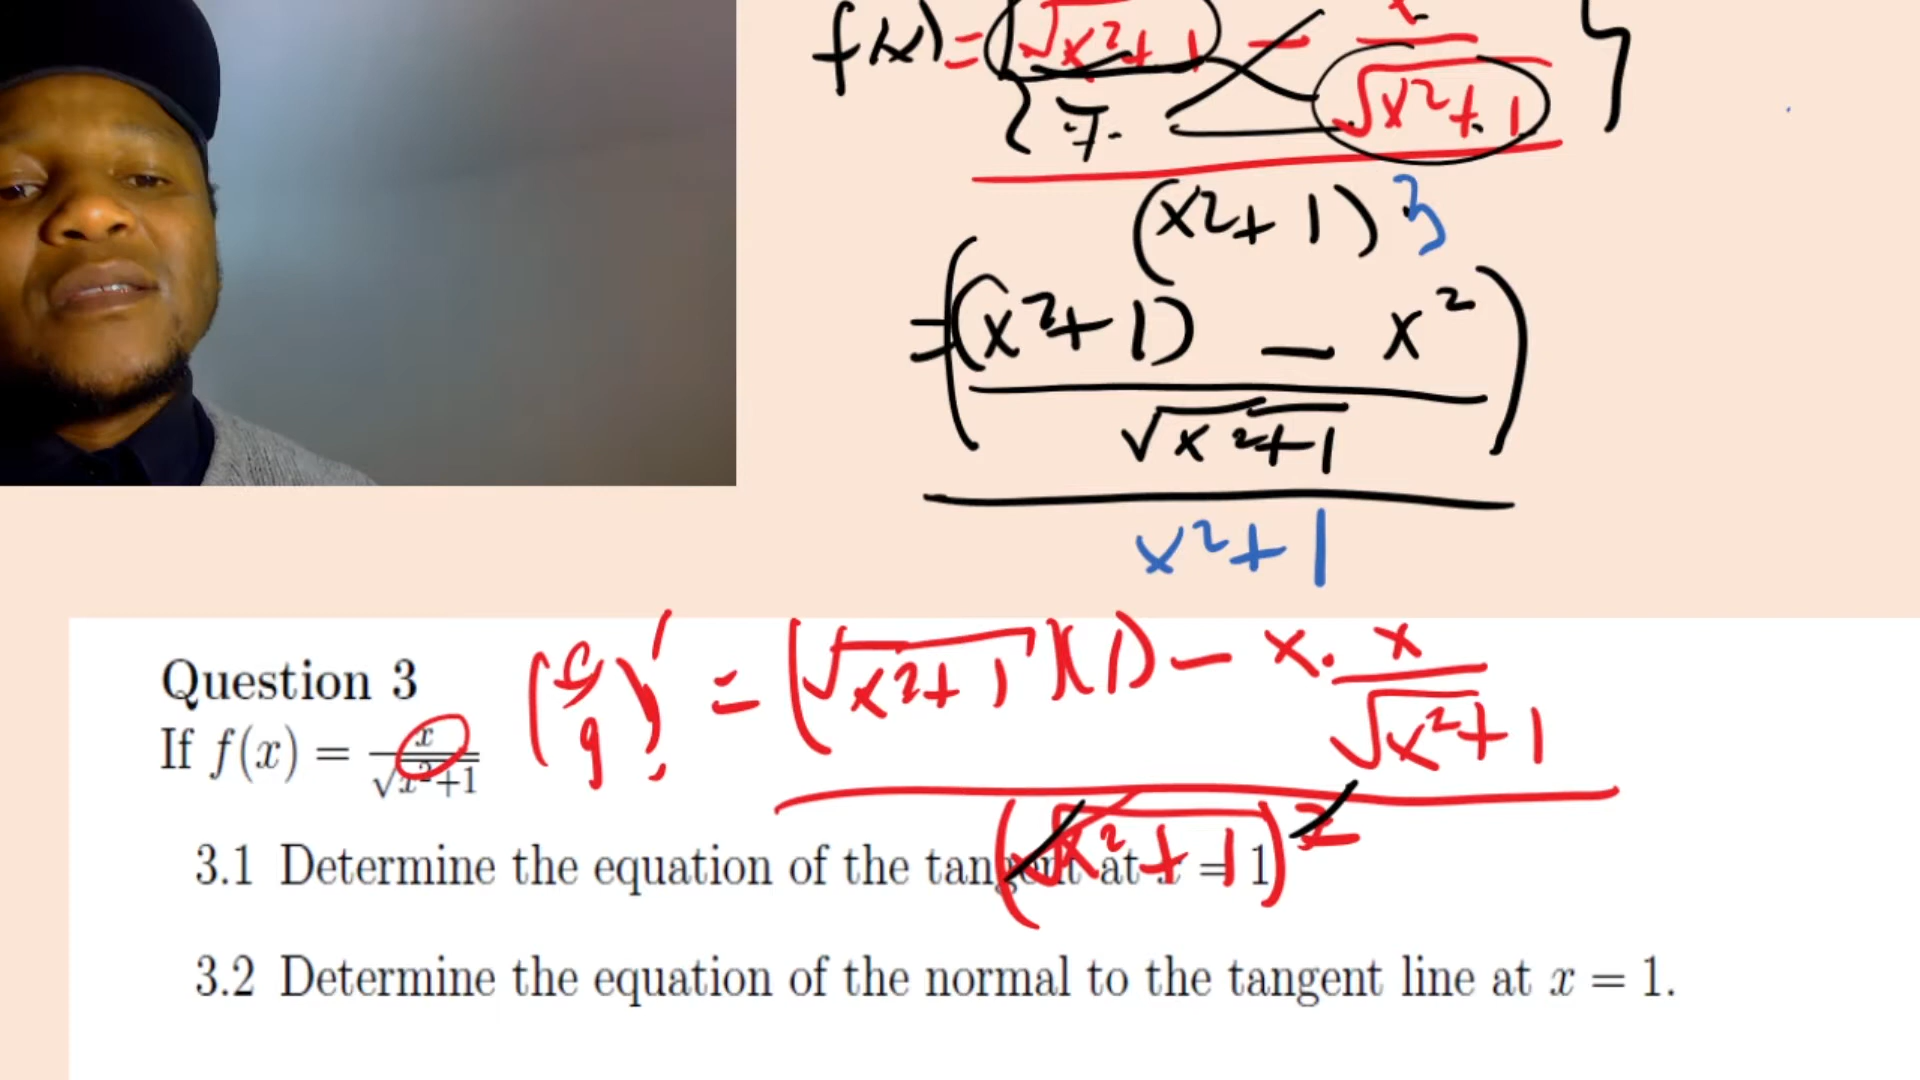 f(x) = √x²+1 − x
1 √x²+1
(x²+1)
= ((x²+1) − x²)
√x²+1
x²+1
Question 3
(f/g)' = (√x²+1)(1) − x. x/√x²+1
If f(x) = x/√x²+1
(√x²+1)²
3.1 Determine the equation of the tangent at x = 1
3.2 Determine the equation of the normal to the tangent line at x = 1.